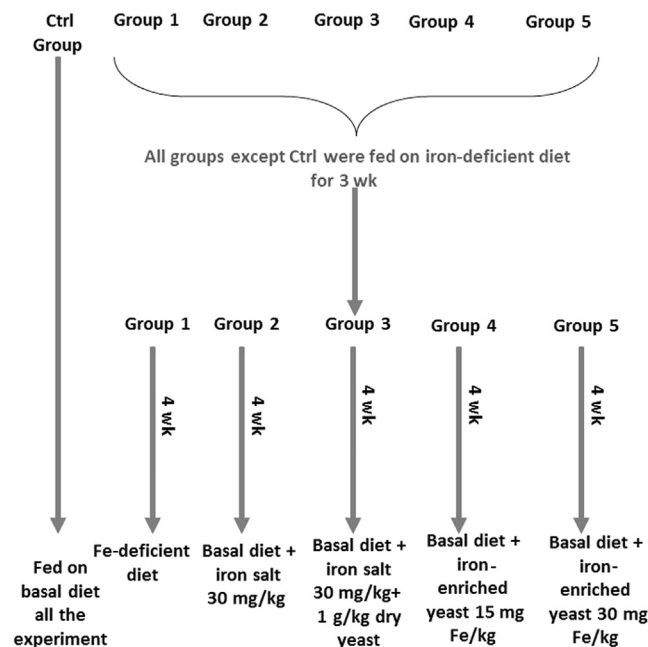 Ctrl
Group
Group 1
Group 2
Group 3
Group 4
Group 5
All groups except Ctrl were fed on iron-deficient diet
for 3 wk
Group 1
Group 2
Group 3
Group 4
Group 5
4 wk
4 wk
4 wk
4 wk
4 wk
Fed on
basal diet
all the
experiment
Fe-deficient
diet
Basal diet +
iron salt
30 mg/kg
Basal diet +
iron salt
30 mg/kg+
1 g/kg dry
yeast
Basal diet +
iron-
enriched
yeast 15 mg
Fe/kg
Basal diet +
iron-
enriched
yeast 30 mg
Fe/kg